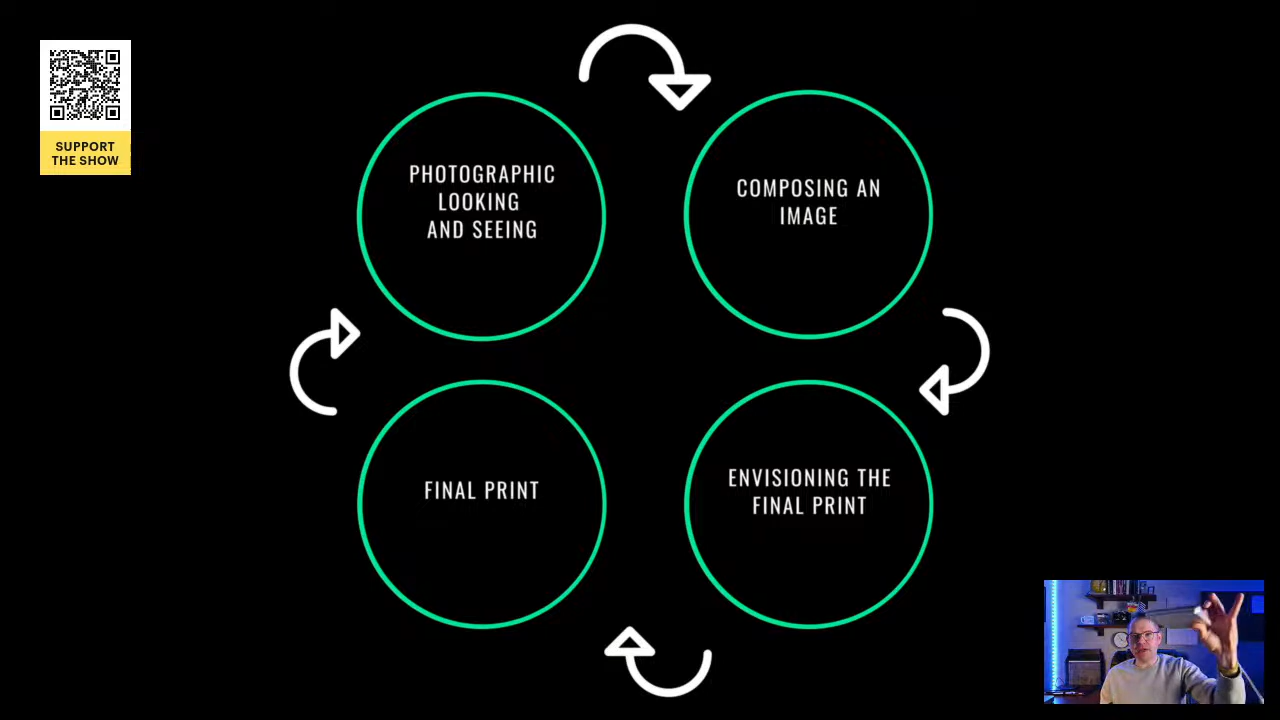 SUPPORT
THE SHOW
PHOTOGRAPHIC
LOOKING
AND SEEING
COMPOSING AN
IMAGE
FINAL PRINT
ENVISIONING THE
FINAL PRINT